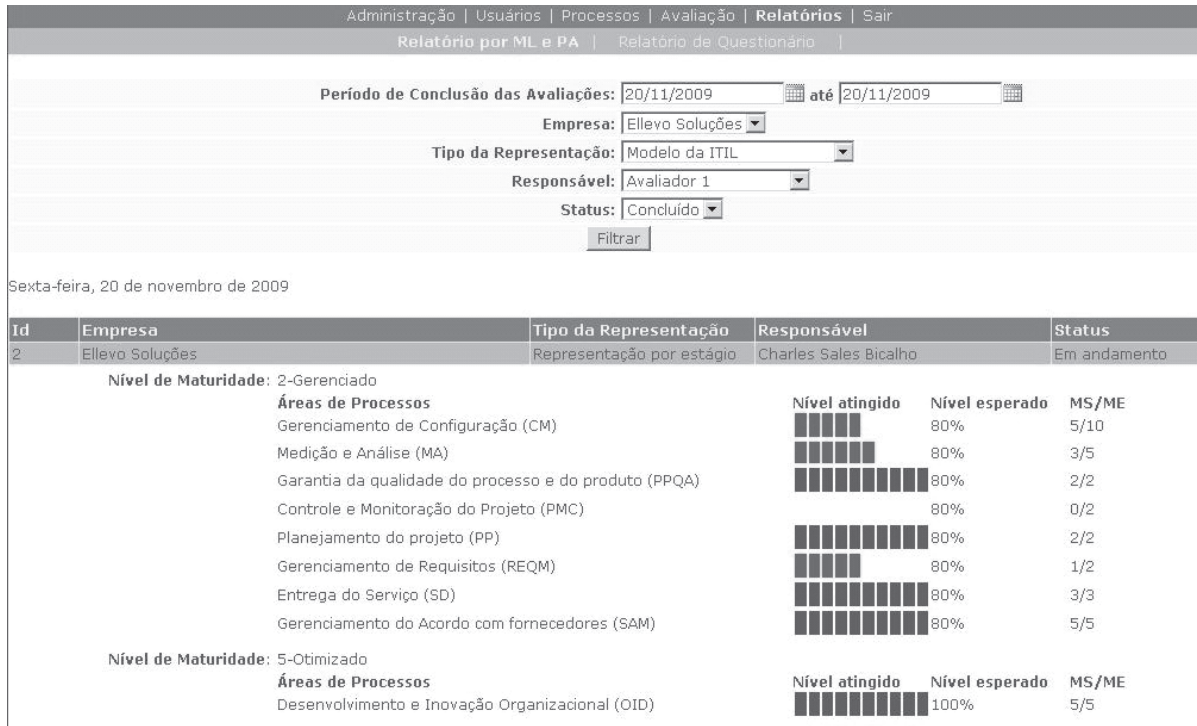 Administração | Usuários | Processos | Avaliação | Relatórios | Sair
Relatório por ML e PA | Relatório de Questionário |
Período de Conclusão das Avaliações: 20/11/2009 até 20/11/2009
Empresa: Ellevo Soluções
Tipo da Representação: Modelo da ITIL
Responsável: Avaliador 1
Status: Concluído
Filtrar
Sexta-feira, 20 de novembro de 2009
Id Empresa Tipo da Representação Responsável Status
2 Ellevo Soluções Representação por estágio Charles Sales Bicalho Em andamento
Nível de Maturidade: 2-Gerenciado
Áreas de Processos Nível atingido Nível esperado MS/ME
Gerenciamento de Configuração (CM) 80% 5/10
Medição e Análise (MA) 80% 3/5
Garantia da qualidade do processo e do produto (PPQA) 80% 2/2
Controle e Monitoração do Projeto (PMC) 80% 0/2
Planejamento do projeto (PP) 80% 2/2
Gerenciamento de Requisitos (REQM) 80% 1/2
Entrega do Serviço (SD) 80% 3/3
Gerenciamento do Acordo com fornecedores (SAM) 80% 5/5
Nível de Maturidade: 5-Otimizado
Áreas de Processos Nível atingido Nível esperado MS/ME
Desenvolvimento e Inovação Organizacional (OID) 100% 5/5